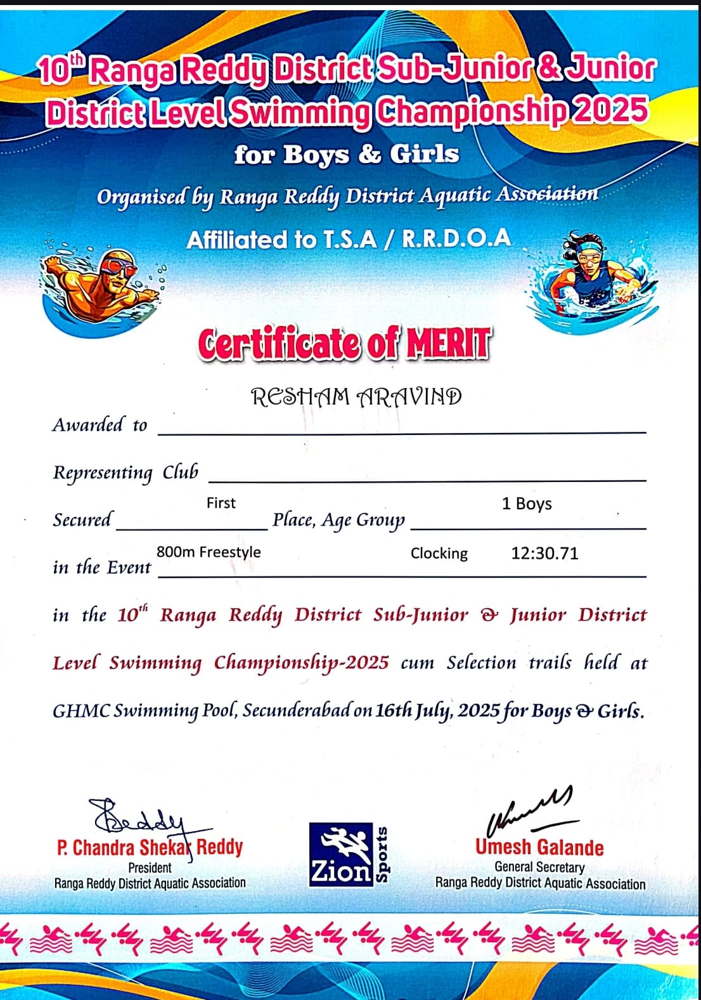 10th Ranga Reddy District Sub-Junior & Junior
District Level Swimming Championship 2025
for Boys & Girls
Organised by Ranga Reddy District Aquatic Association
Affiliated to T.S.A / R.R.D.O.A
Certificate of MERIT
RESHAM ARAVIND
Awarded to
Representing Club
First 1 Boys
Secured Place, Age Group
800m Freestyle Clocking 12:30.71
in the Event
in the 10th Ranga Reddy District Sub-Junior & Junior District
Level Swimming Championship-2025 cum Selection trails held at
GHMC Swimming Pool, Secunderabad on 16th July, 2025 for Boys & Girls.
Reddy
P. Chandra Shekar Reddy
President
Ranga Reddy District Aquatic Association
Zion Sports
Umesh Galande
General Secretary
Ranga Reddy District Aquatic Association